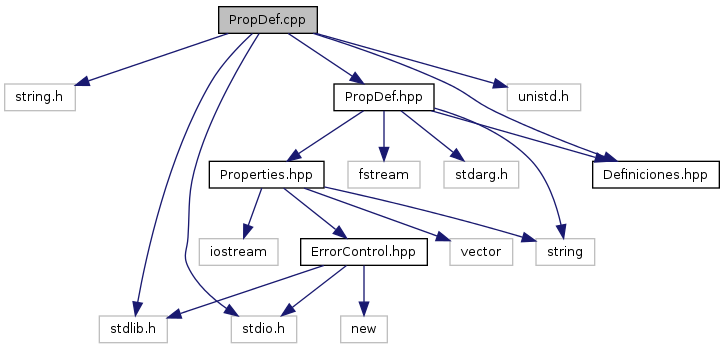 PropDef.cpp
string.h
PropDef.hpp
unistd.h
Properties.hpp
fstream
stdarg.h
Definiciones.hpp
iostream
ErrorControl.hpp
vector
string
stdlib.h
stdio.h
new